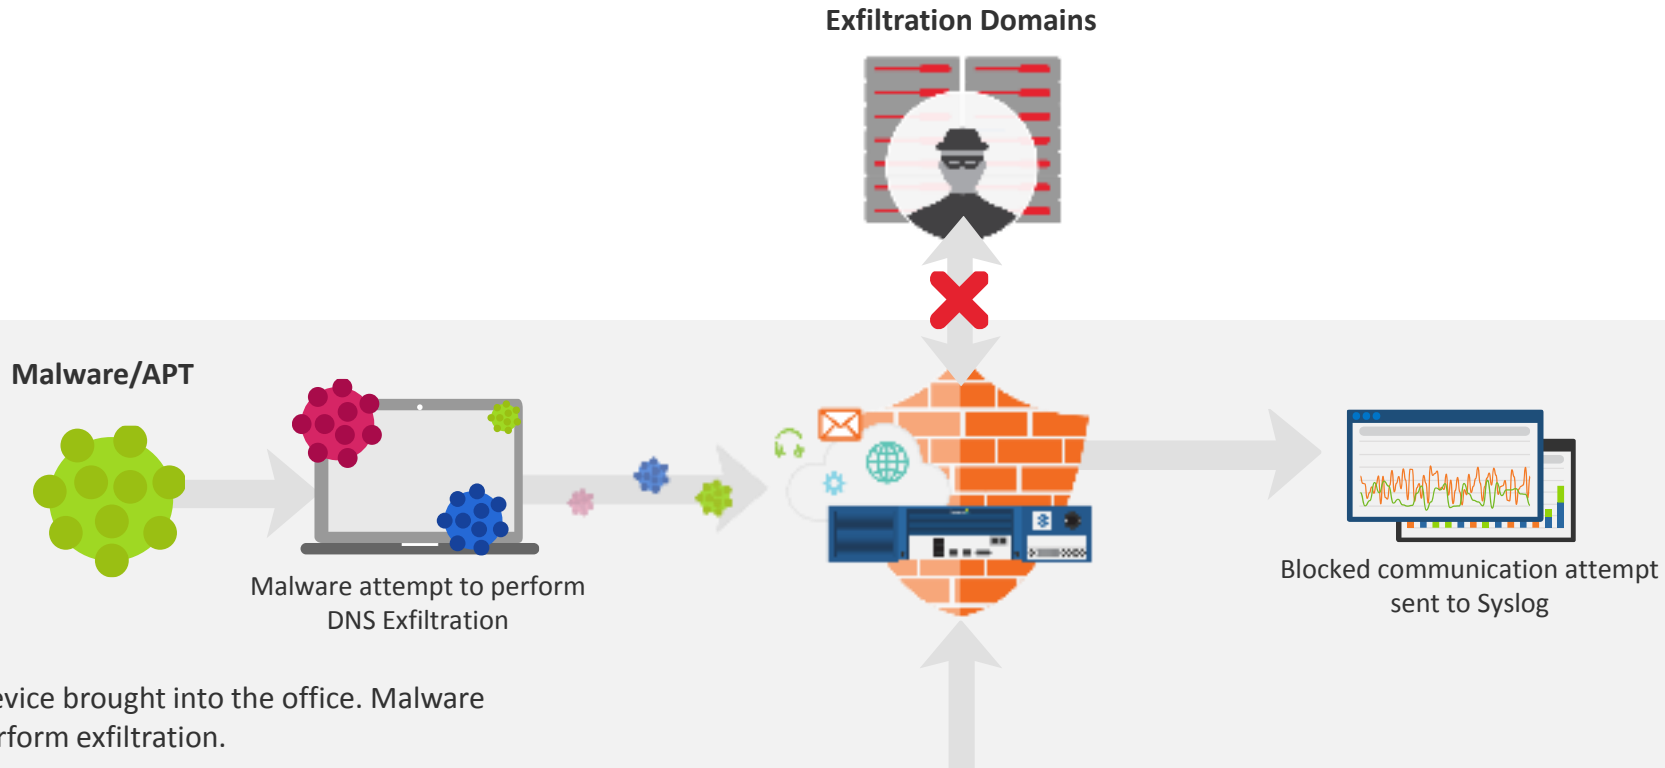 Exfiltration Domains
Malware/APT
Malware attempt to perform
DNS Exfiltration
Blocked communication attempt
sent to Syslog
evice brought into the office. Malware
rform exfiltration.